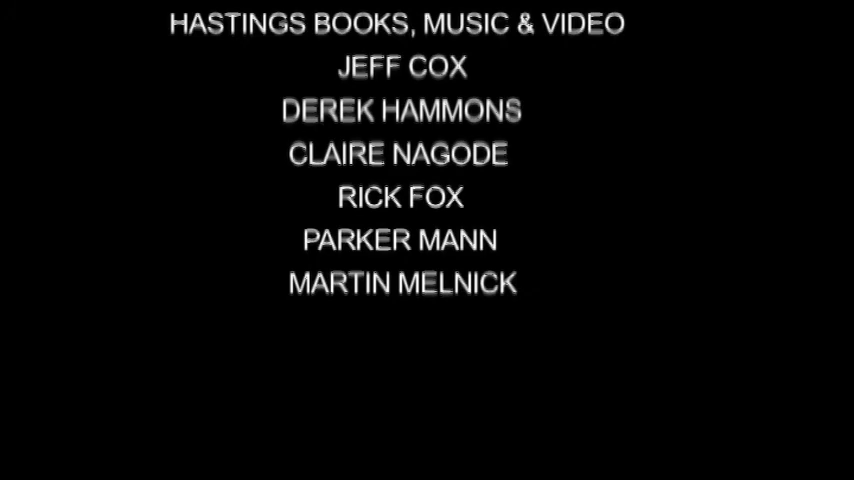 HASTINGS BOOKS, MUSIC & VIDEO
JEFF COX
DEREK HAMMONS
CLAIRE NAGODE
RICK FOX
PARKER MANN
MARTIN MELNICK